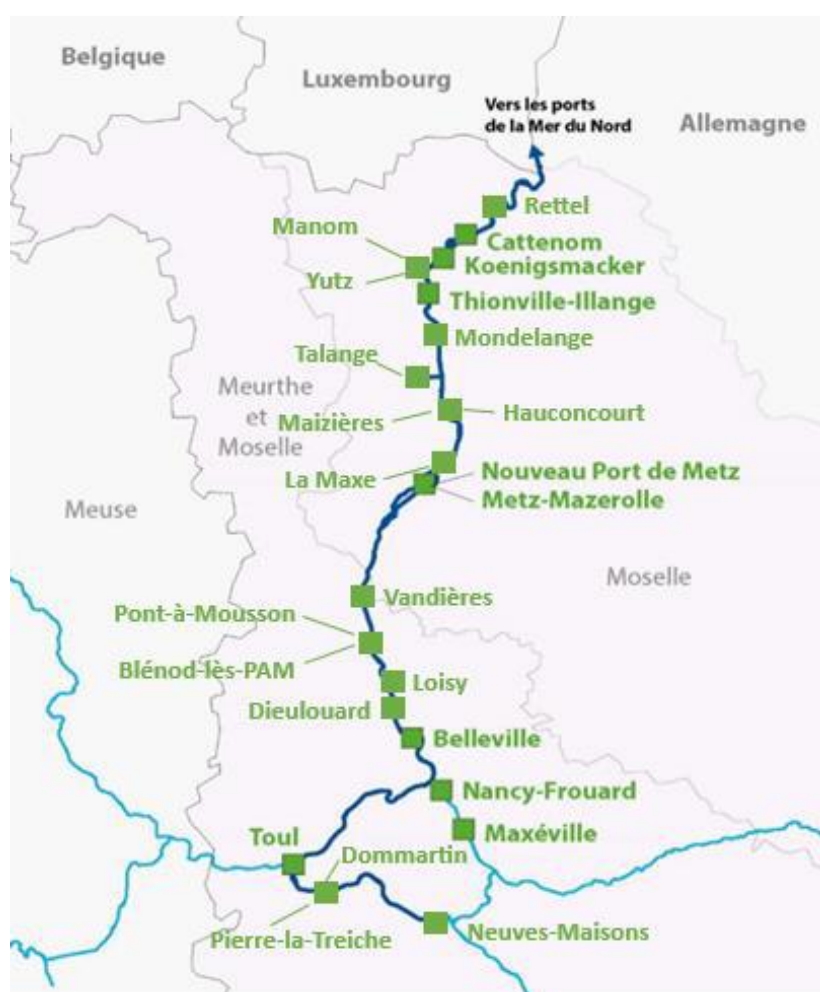 Belgique
Luxembourg
Vers les ports
de la Mer du Nord
Allemagne
Rettel
Manom
Cattenom
Koenigsmacker
Yutz
Thionville-Illange
Mondelange
Talange
Meurthe
et
Moselle
Maizières
Hauconcourt
La Maxe
Nouveau Port de Metz
Metz-Mazerolle
Meuse
Moselle
Vandières
Pont-à-Mousson
Blénod-lès-PAM
Loisy
Dieulouard
Belleville
Nancy-Frouard
Maxéville
Toul
Dommartin
Pierre-la-Treiche
Neuves-Maisons